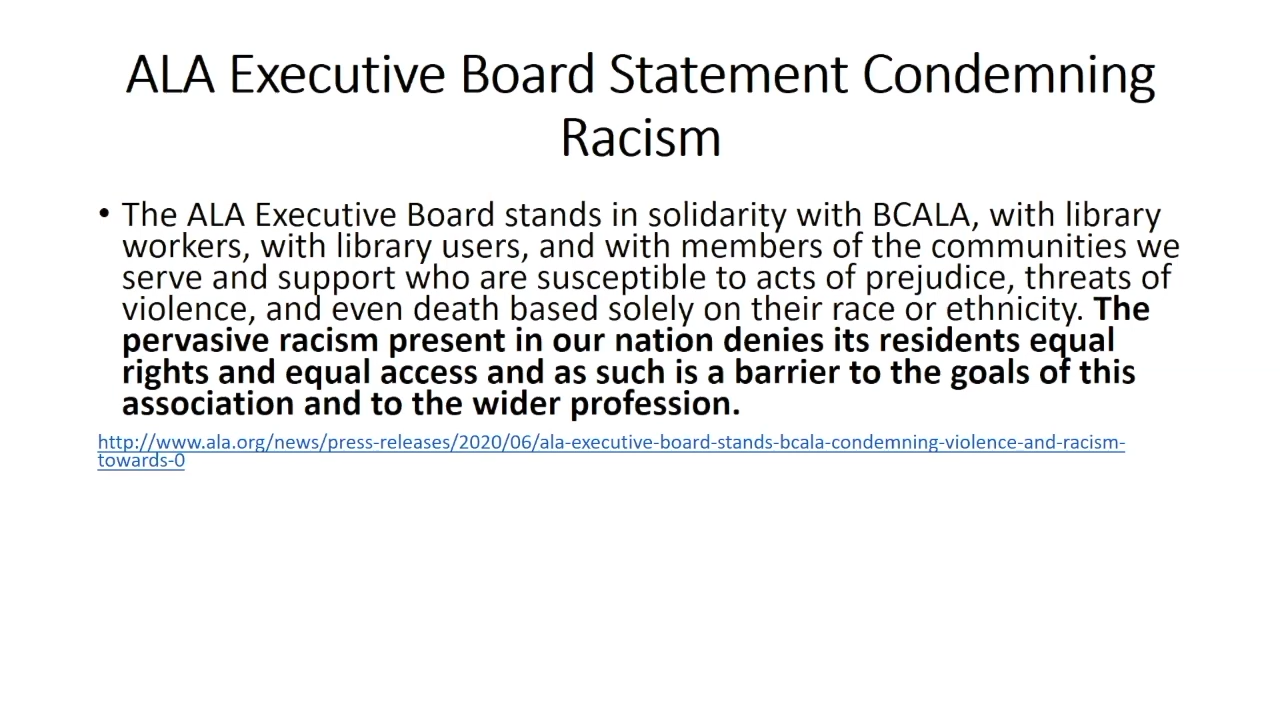 ALA Executive Board Statement Condemning
Racism
• The ALA Executive Board stands in solidarity with BCALA, with library
workers, with library users, and with members of the communities we
serve and support who are susceptible to acts of prejudice, threats of
violence, and even death based solely on their race or ethnicity. The
pervasive racism present in our nation denies its residents equal
rights and equal access and as such is a barrier to the goals of this
association and to the wider profession.
http://www.ala.org/news/press-releases/2020/06/ala-executive-board-stands-bcala-condemning-violence-and-racism-
towards-0